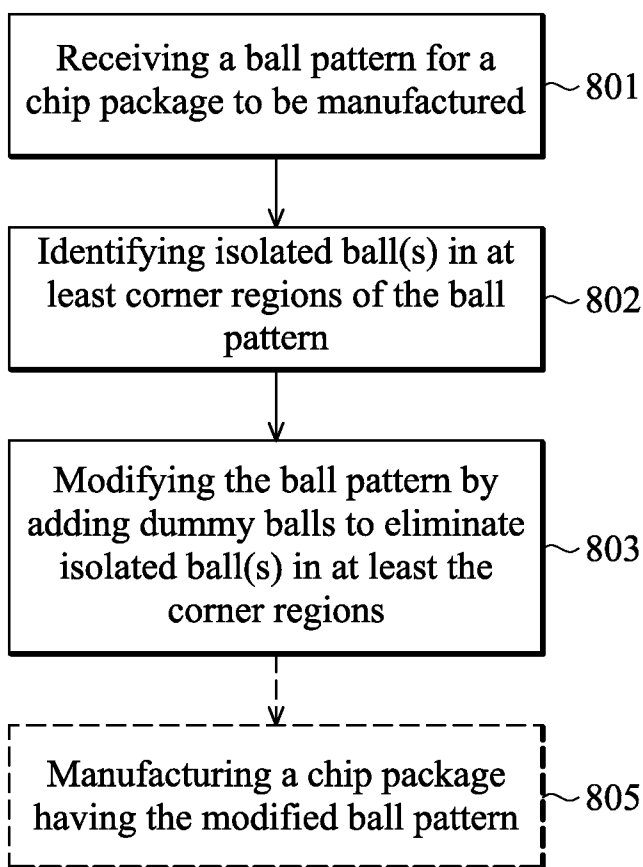 Receiving a ball pattern for a
chip package to be manufactured
801
Identifying isolated ball(s) in at
least corner regions of the ball
pattern
802
Modifying the ball pattern by
adding dummy balls to eliminate
isolated ball(s) in at least the
corner regions
803
Manufacturing a chip package
having the modified ball pattern
805